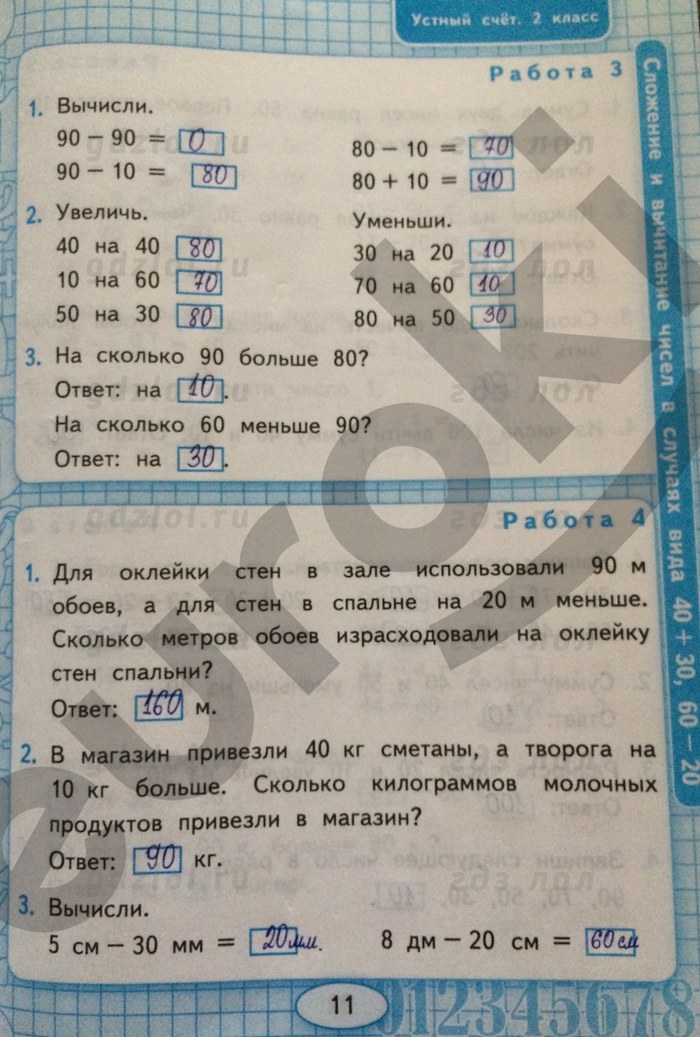 Устный счёт. 2 класс
Работа 3
1. Вычисли.
90 − 90 = 0
80 − 10 = 70
90 − 10 = 80
80 + 10 = 90
2. Увеличь.
Уменьши.
40 на 40 80
30 на 20 10
10 на 60 70
70 на 60 10
50 на 30 80
80 на 50 30
3. На сколько 90 больше 80?
Ответ: на 10.
На сколько 60 меньше 90?
Ответ: на 30.
Сложение и вычитание чисел в случаях вида 40 + 30, 60 − 20
Работа 4
1. Для оклейки стен в зале использовали 90 м
обоев, а для стен в спальне на 20 м меньше.
Сколько метров обоев израсходовали на оклейку
стен спальни?
Ответ: 160 м.
2. В магазин привезли 40 кг сметаны, а творога на
10 кг больше. Сколько килограммов молочных
продуктов привезли в магазин?
Ответ: 90 кг.
3. Вычисли.
5 см − 30 мм = 20мм.
8 дм − 20 см = 60см
11
012345678
euroki
gdzlol.ru
гдз лол